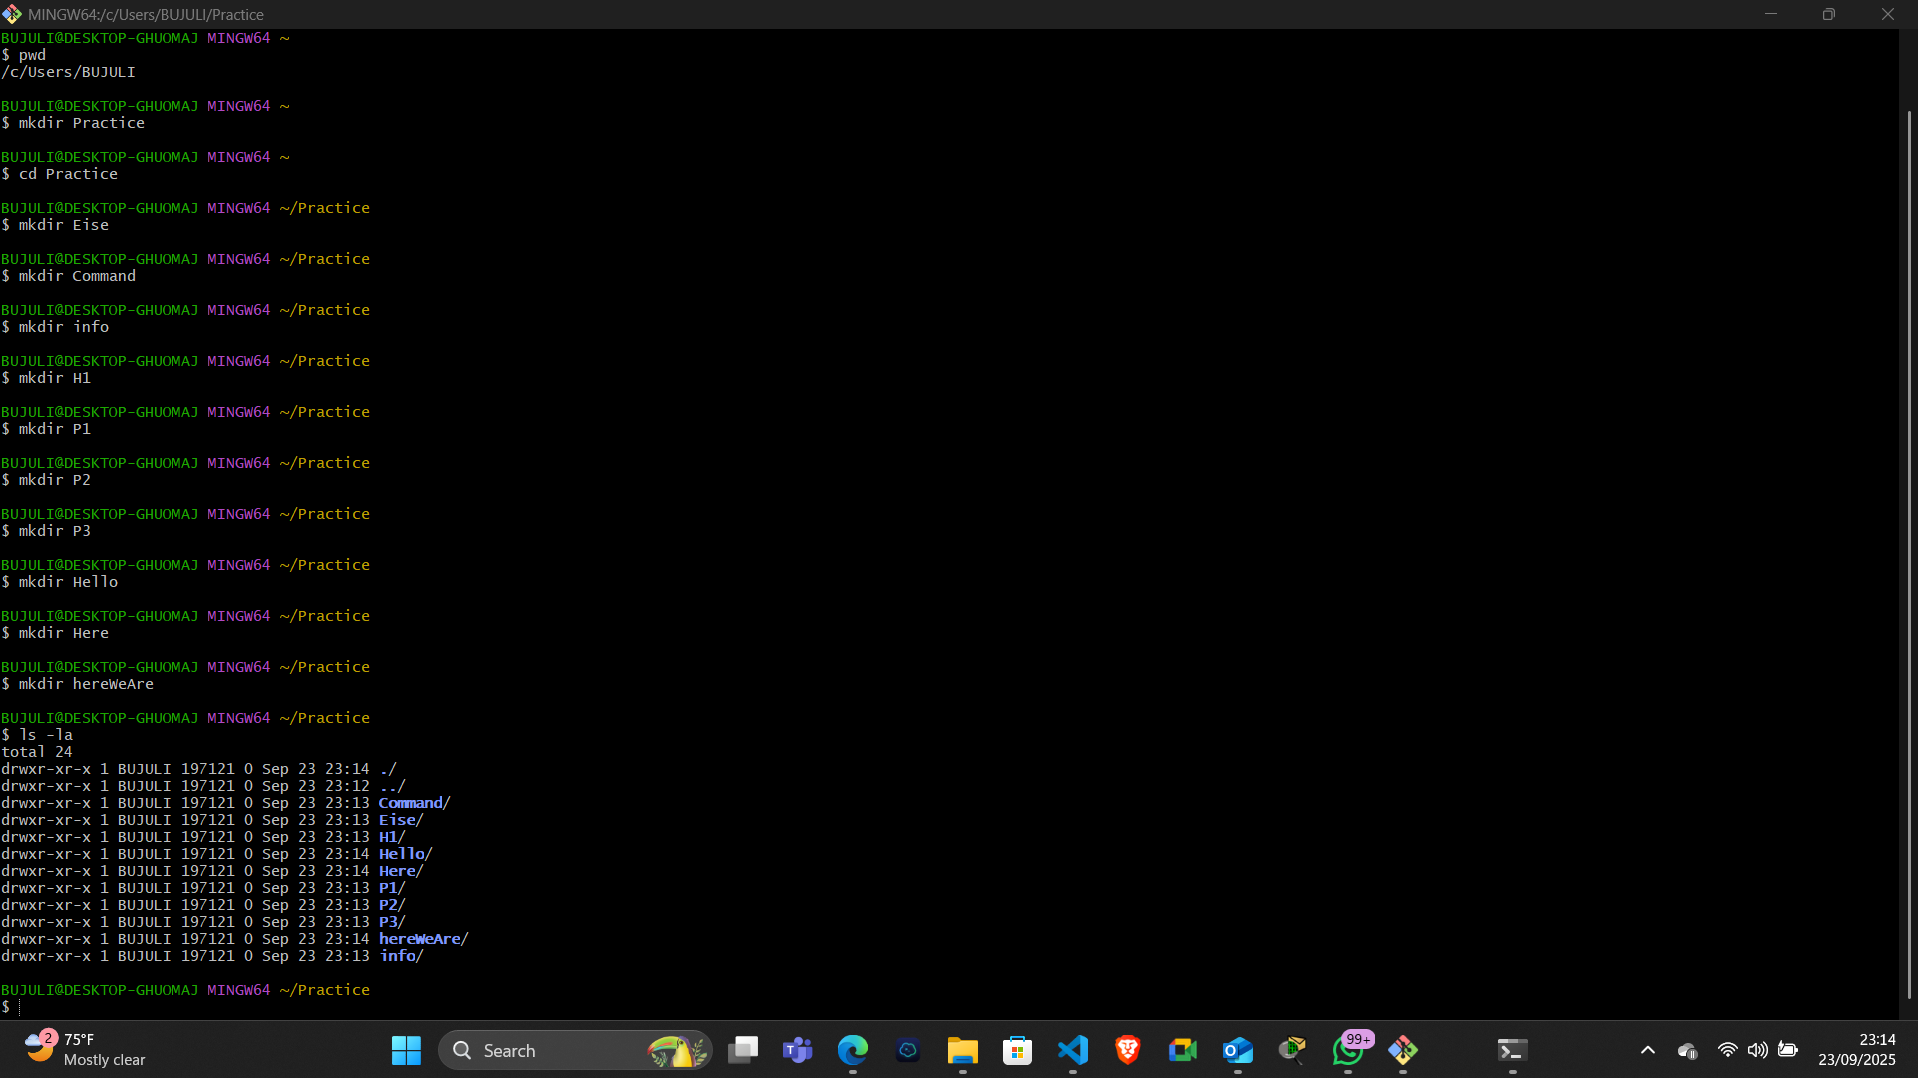 MINGW64:/c/Users/BUJULI/Practice
BUJULI@DESKTOP-GHUOMAJ MINGW64 ~
$ pwd
/c/Users/BUJULI
BUJULI@DESKTOP-GHUOMAJ MINGW64 ~
$ mkdir Practice
BUJULI@DESKTOP-GHUOMAJ MINGW64 ~
$ cd Practice
BUJULI@DESKTOP-GHUOMAJ MINGW64 ~/Practice
$ mkdir Eise
BUJULI@DESKTOP-GHUOMAJ MINGW64 ~/Practice
$ mkdir Command
BUJULI@DESKTOP-GHUOMAJ MINGW64 ~/Practice
$ mkdir info
BUJULI@DESKTOP-GHUOMAJ MINGW64 ~/Practice
$ mkdir H1
BUJULI@DESKTOP-GHUOMAJ MINGW64 ~/Practice
$ mkdir P1
BUJULI@DESKTOP-GHUOMAJ MINGW64 ~/Practice
$ mkdir P2
BUJULI@DESKTOP-GHUOMAJ MINGW64 ~/Practice
$ mkdir P3
BUJULI@DESKTOP-GHUOMAJ MINGW64 ~/Practice
$ mkdir Hello
BUJULI@DESKTOP-GHUOMAJ MINGW64 ~/Practice
$ mkdir Here
BUJULI@DESKTOP-GHUOMAJ MINGW64 ~/Practice
$ mkdir hereWeAre
BUJULI@DESKTOP-GHUOMAJ MINGW64 ~/Practice
$ ls -la
total 24
drwxr-xr-x 1 BUJULI 197121 0 Sep 23 23:14 ./
drwxr-xr-x 1 BUJULI 197121 0 Sep 23 23:12 ../
drwxr-xr-x 1 BUJULI 197121 0 Sep 23 23:13 Command/
drwxr-xr-x 1 BUJULI 197121 0 Sep 23 23:13 Eise/
drwxr-xr-x 1 BUJULI 197121 0 Sep 23 23:13 H1/
drwxr-xr-x 1 BUJULI 197121 0 Sep 23 23:14 Hello/
drwxr-xr-x 1 BUJULI 197121 0 Sep 23 23:14 Here/
drwxr-xr-x 1 BUJULI 197121 0 Sep 23 23:13 P1/
drwxr-xr-x 1 BUJULI 197121 0 Sep 23 23:13 P2/
drwxr-xr-x 1 BUJULI 197121 0 Sep 23 23:13 P3/
drwxr-xr-x 1 BUJULI 197121 0 Sep 23 23:14 hereWeAre/
drwxr-xr-x 1 BUJULI 197121 0 Sep 23 23:13 info/
BUJULI@DESKTOP-GHUOMAJ MINGW64 ~/Practice
$
2
75°F
Mostly clear
Search
99+
23:14
23/09/2025